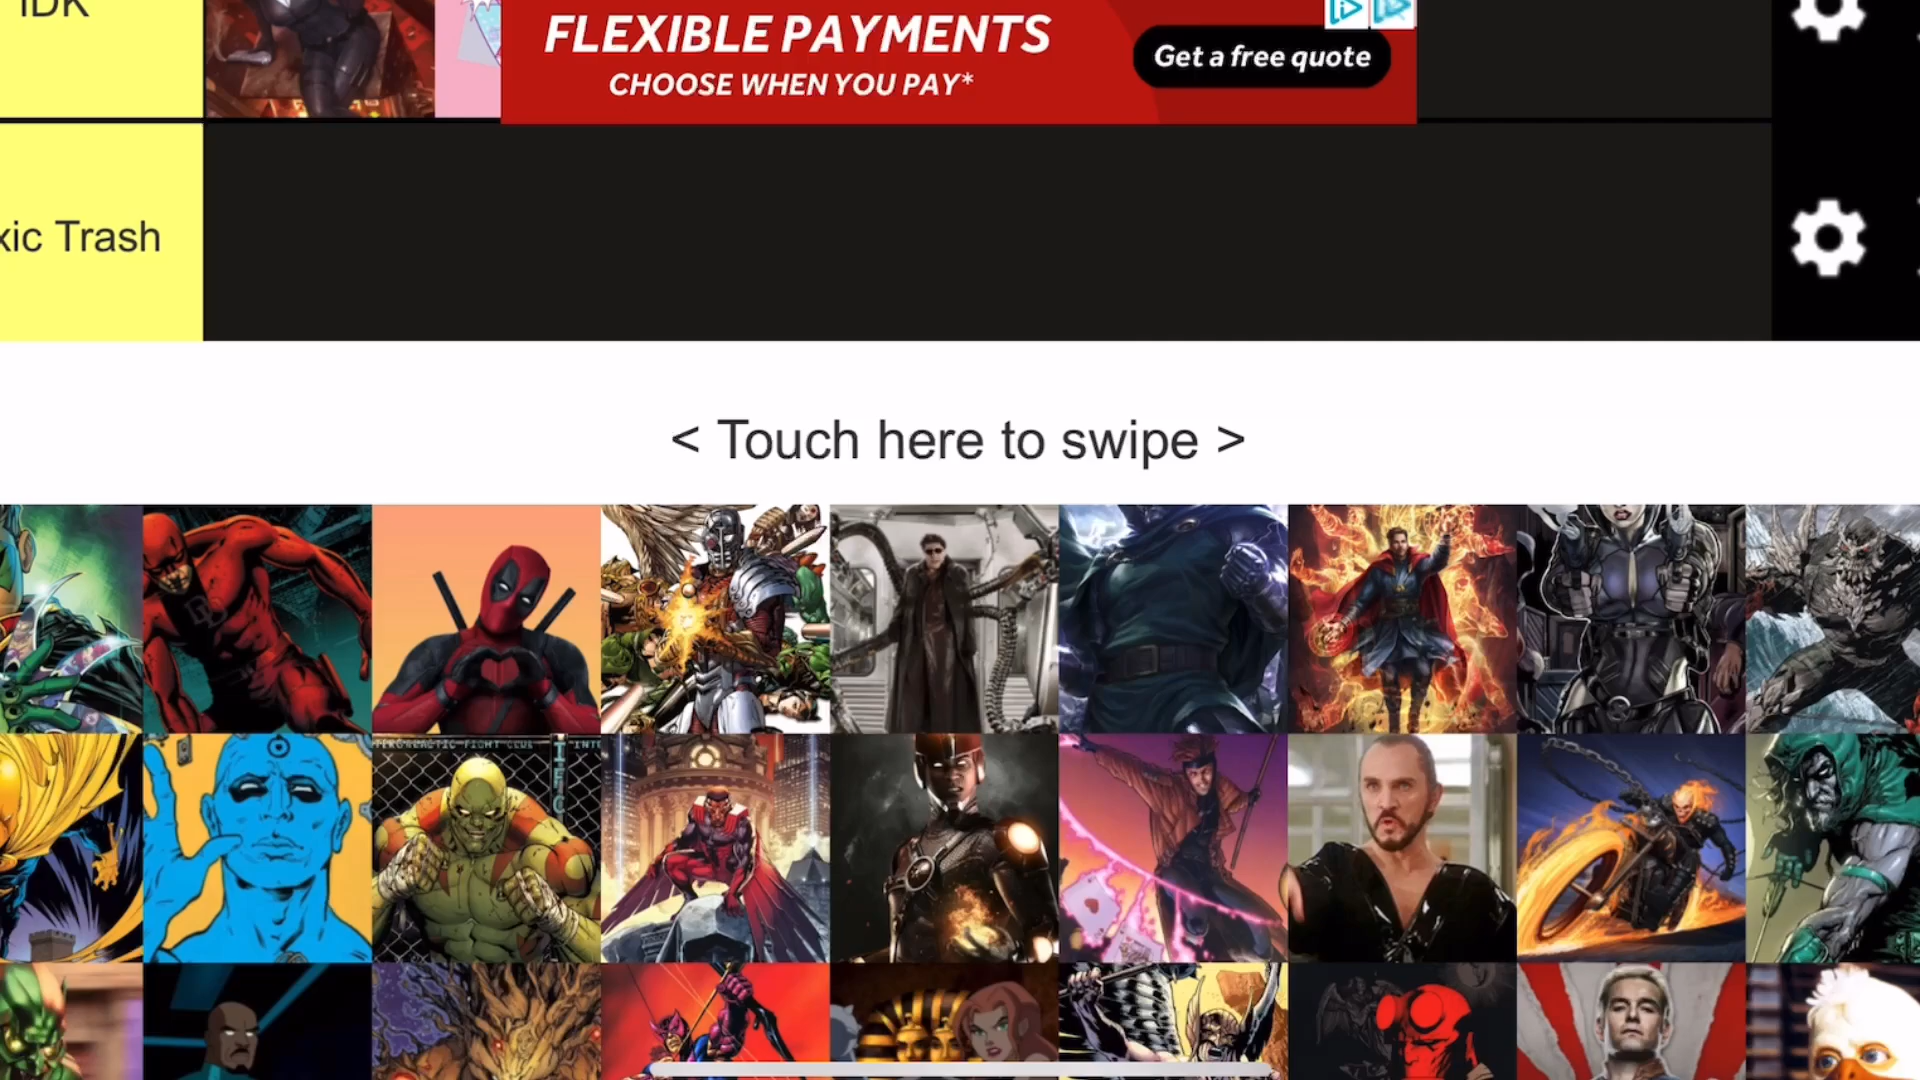 IDK
FLEXIBLE PAYMENTS
CHOOSE WHEN YOU PAY*
Get a free quote
xic Trash
< Touch here to swipe >